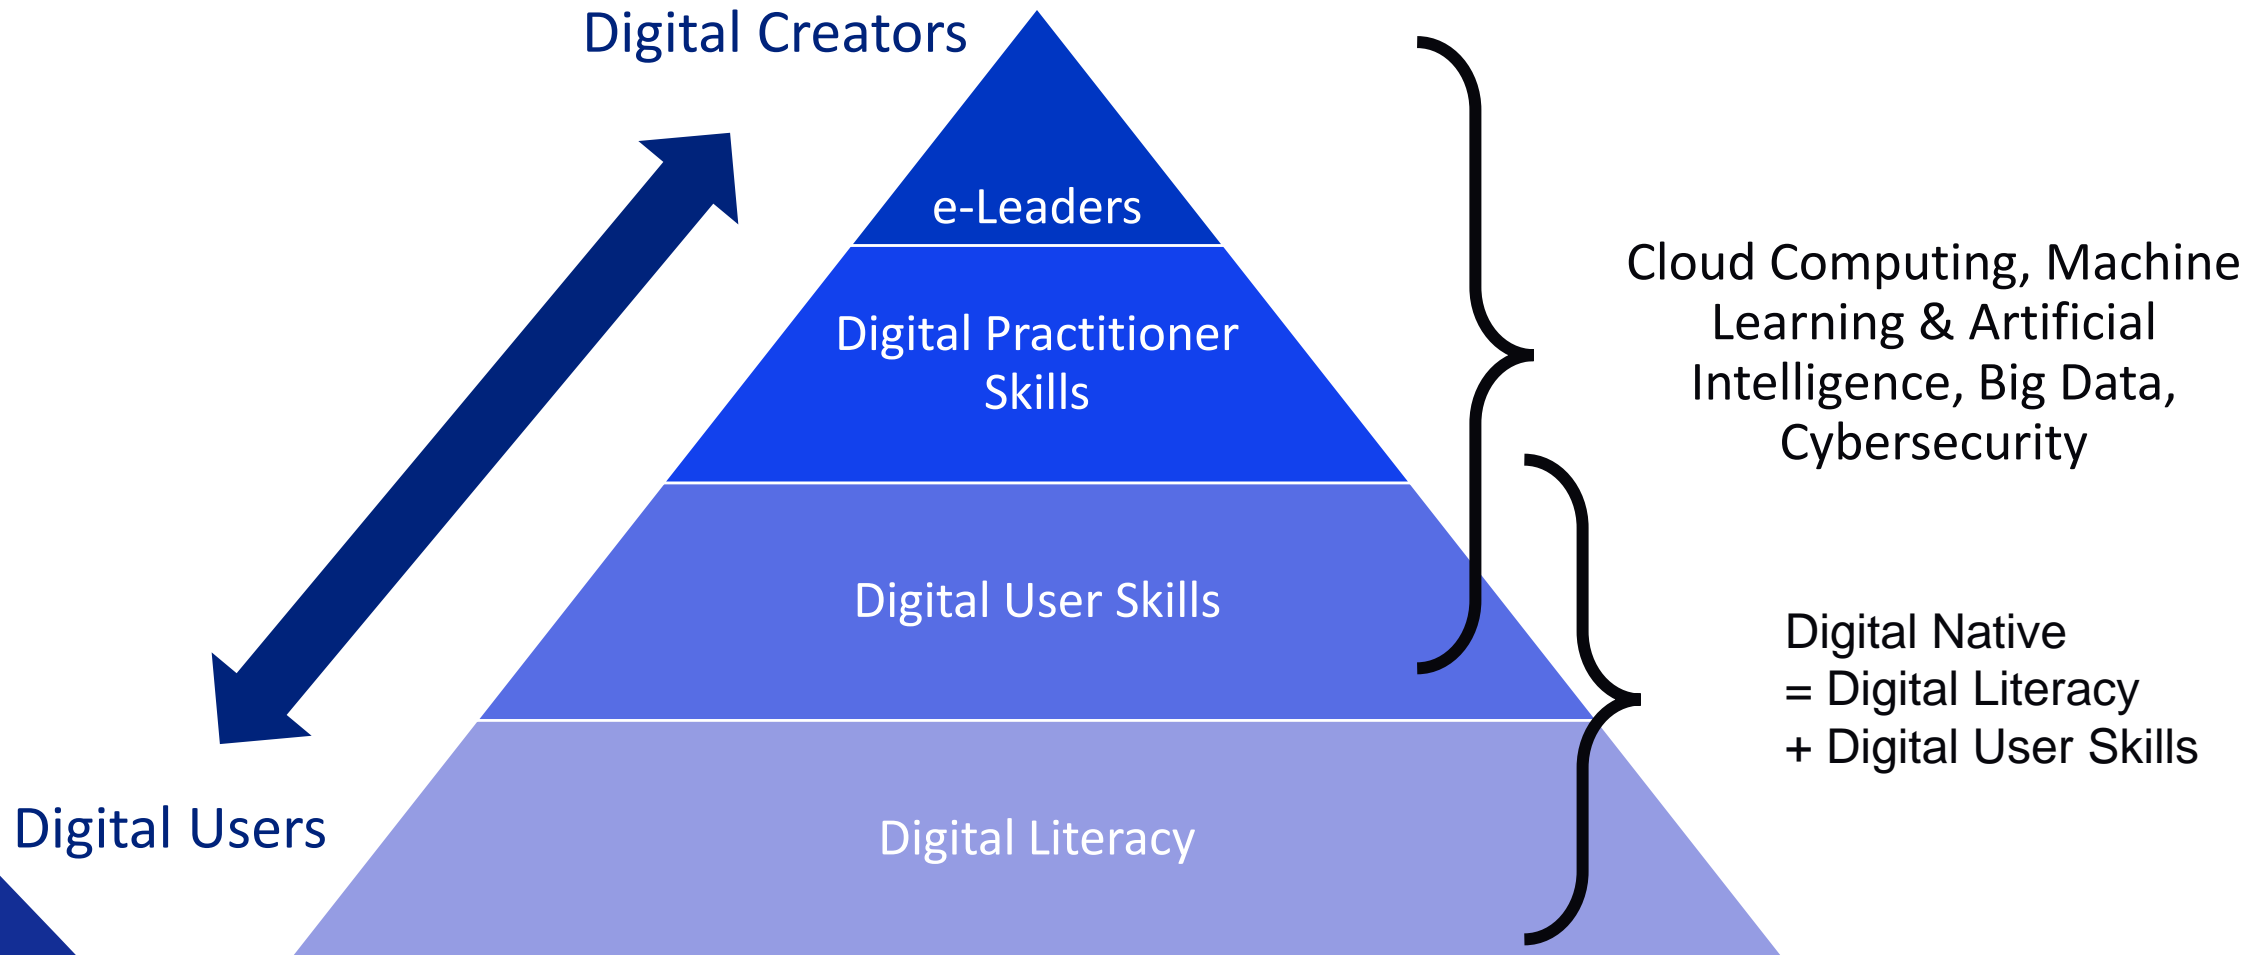 Digital Creators
e-Leaders
Digital Practitioner
Skills
Digital User Skills
Digital Literacy
Digital Users
Cloud Computing, Machine
Learning & Artificial
Intelligence, Big Data,
Cybersecurity
Digital Native
= Digital Literacy
+ Digital User Skills